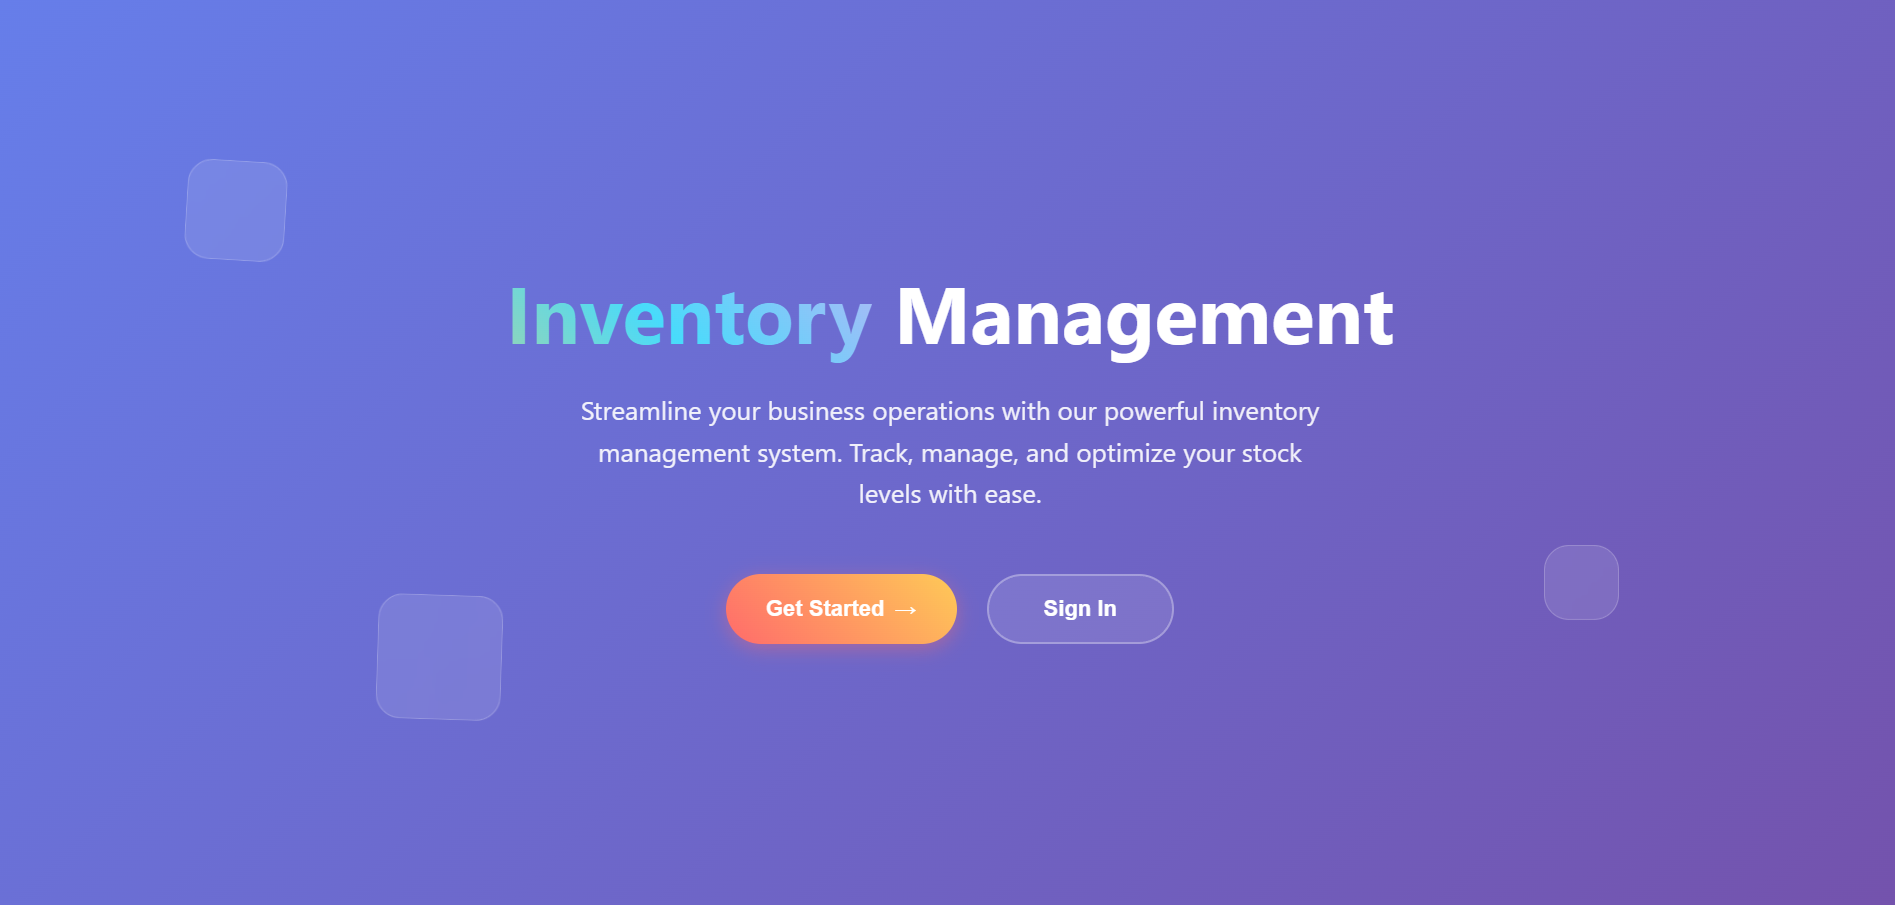 Inventory Management
Streamline your business operations with our powerful inventory
management system. Track, manage, and optimize your stock
levels with ease.
Get Started →
Sign In